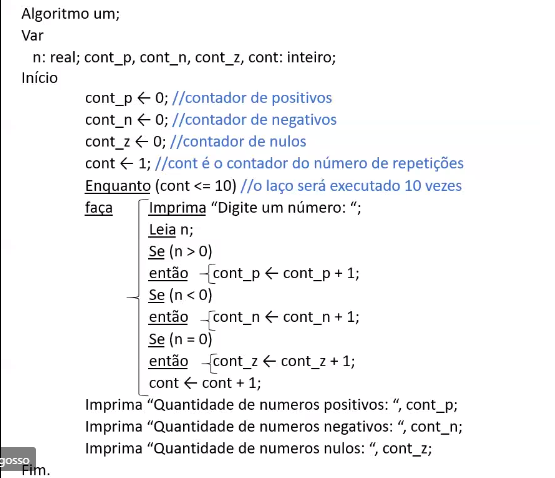 Algoritmo um;
Var
n: real; cont_p, cont_n, cont_z, cont: inteiro;
Início
cont_p ← 0; //contador de positivos
cont_n ← 0; //contador de negativos
cont_z ← 0; //contador de nulos
cont ← 1; //cont é o contador do número de repetições
Enquanto (cont <= 10) //o laço será executado 10 vezes
faça Imprima “Digite um número: “;
Leia n;
Se (n > 0)
então cont_p ← cont_p + 1;
Se (n < 0)
então cont_n ← cont_n + 1;
Se (n = 0)
então cont_z ← cont_z + 1;
cont ← cont + 1;
Imprima “Quantidade de numeros positivos: “, cont_p;
Imprima “Quantidade de numeros negativos: “, cont_n;
Imprima “Quantidade de numeros nulos: “, cont_z;
gosso
Fim.